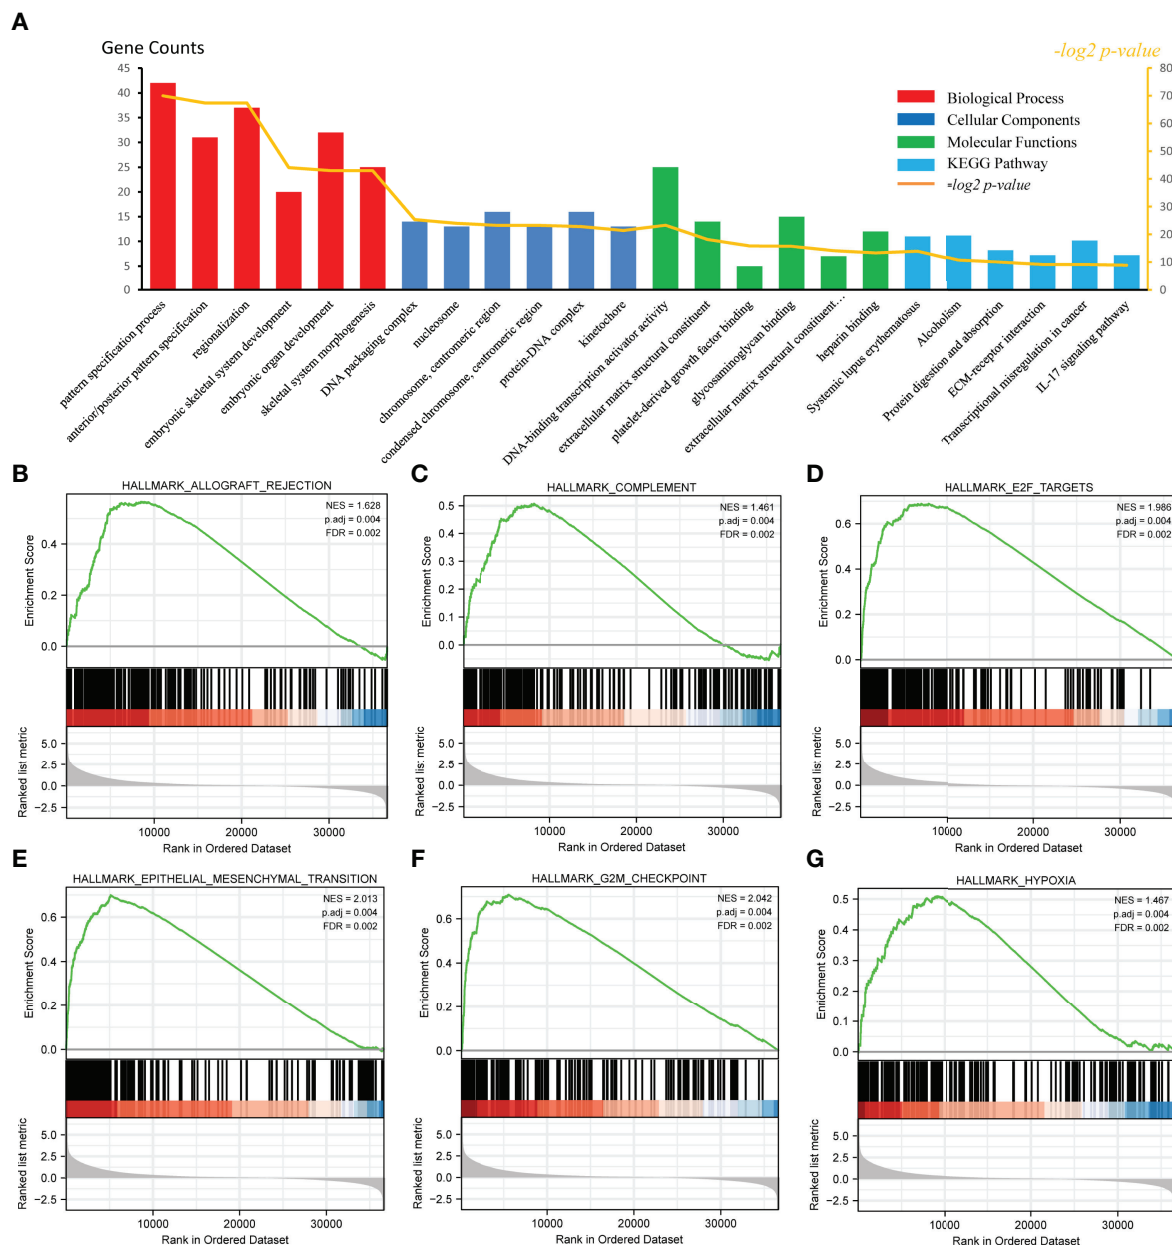 A
Gene Counts
-log2 p-value
45
40
35
30
25
20
15
10
5
0
80
70
60
50
40
30
20
10
0
Biological Process
Cellular Components
Molecular Functions
KEGG Pathway
-log2 p-value
pattern specification process
anterior/posterior pattern specification
regionalization
embryonic skeletal system development
embryonic organ development
skeletal system morphogenesis
DNA packaging complex
nucleosome
chromosome, centromeric region
condensed chromosome, centromeric region
protein-DNA complex
kinetochore
DNA-binding transcription activator activity
extracellular matrix structural constituent
platelet-derived growth factor binding
glycosaminoglycan binding
extracellular matrix structural constituent...
heparin binding
Systemic lupus erythematosus
Alcoholism
Protein digestion and absorption
ECM-receptor interaction
Transcriptional misregulation in cancer
IL-17 signaling pathway
B
HALLMARK_ALLOGRAFT_REJECTION
NES = 1.628
p.adj = 0.004
FDR = 0.002
Enrichment Score
0.4
0.2
0.0
Ranked list metric
5.0
2.5
0.0
−2.5
10000 20000 30000
Rank in Ordered Dataset
C
HALLMARK_COMPLEMENT
NES = 1.461
p.adj = 0.004
FDR = 0.002
Enrichment Score
0.5
0.4
0.3
0.2
0.1
0.0
Ranked list metric
5.0
2.5
0.0
−2.5
10000 20000 30000
Rank in Ordered Dataset
D
HALLMARK_E2F_TARGETS
NES = 1.986
p.adj = 0.004
FDR = 0.002
Enrichment Score
0.6
0.4
0.2
0.0
Ranked list metric
5.0
2.5
0.0
−2.5
10000 20000 30000
Rank in Ordered Dataset
E
HALLMARK_EPITHELIAL_MESENCHYMAL_TRANSITION
NES = 2.013
p.adj = 0.004
FDR = 0.002
Enrichment Score
0.6
0.4
0.2
0.0
Ranked list metric
5.0
2.5
0.0
−2.5
10000 20000 30000
Rank in Ordered Dataset
F
HALLMARK_G2M_CHECKPOINT
NES = 2.042
p.adj = 0.004
FDR = 0.002
Enrichment Score
0.6
0.4
0.2
0.0
Ranked list metric
5.0
2.5
0.0
−2.5
10000 20000 30000
Rank in Ordered Dataset
G
HALLMARK_HYPOXIA
NES = 1.467
p.adj = 0.004
FDR = 0.002
Enrichment Score
0.5
0.4
0.3
0.2
0.1
0.0
Ranked list metric
5.0
2.5
0.0
−2.5
10000 20000 30000
Rank in Ordered Dataset